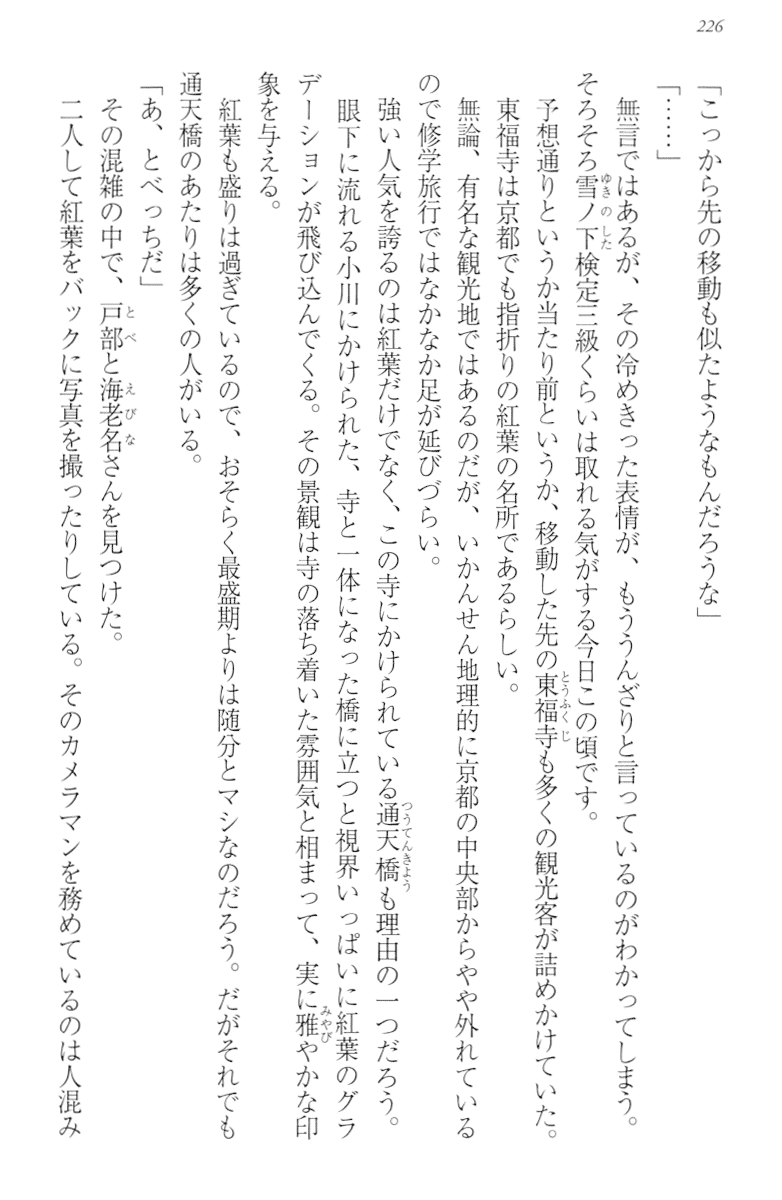 226
「こっから先の移動も似たようなもんだろうな」
「……」
　無言ではあるが、その冷めきった表情が、もううんざりと言っているのがわかってしまう。
そろそろ雪ノ下検定三級くらいは取れる気がする今日この頃です。
　予想通りというか当たり前というか、移動した先の東福寺も多くの観光客が詰めかけていた。
　東福寺は京都でも指折りの紅葉の名所であるらしい。
　無論、有名な観光地ではあるのだが、いかんせん地理的に京都の中央部からやや外れている
ので修学旅行ではなかなか足が延びづらい。
　強い人気を誇るのは紅葉だけでなく、この寺にかけられている通天橋も理由の一つだろう。
　眼下に流れる小川にかけられた、寺と一体になった橋に立つと視界いっぱいに紅葉のグラ
デーションが飛び込んでくる。その景観は寺の落ち着いた雰囲気と相まって、実に雅やかな印
象を与える。
　紅葉も盛りは過ぎているので、おそらく最盛期よりは随分とマシなのだろう。だがそれでも
通天橋のあたりは多くの人がいる。
「あ、とべっちだ」
　その混雑の中で、戸部と海老名さんを見つけた。
　二人して紅葉をバックに写真を撮ったりしている。そのカメラマンを務めているのは人混み